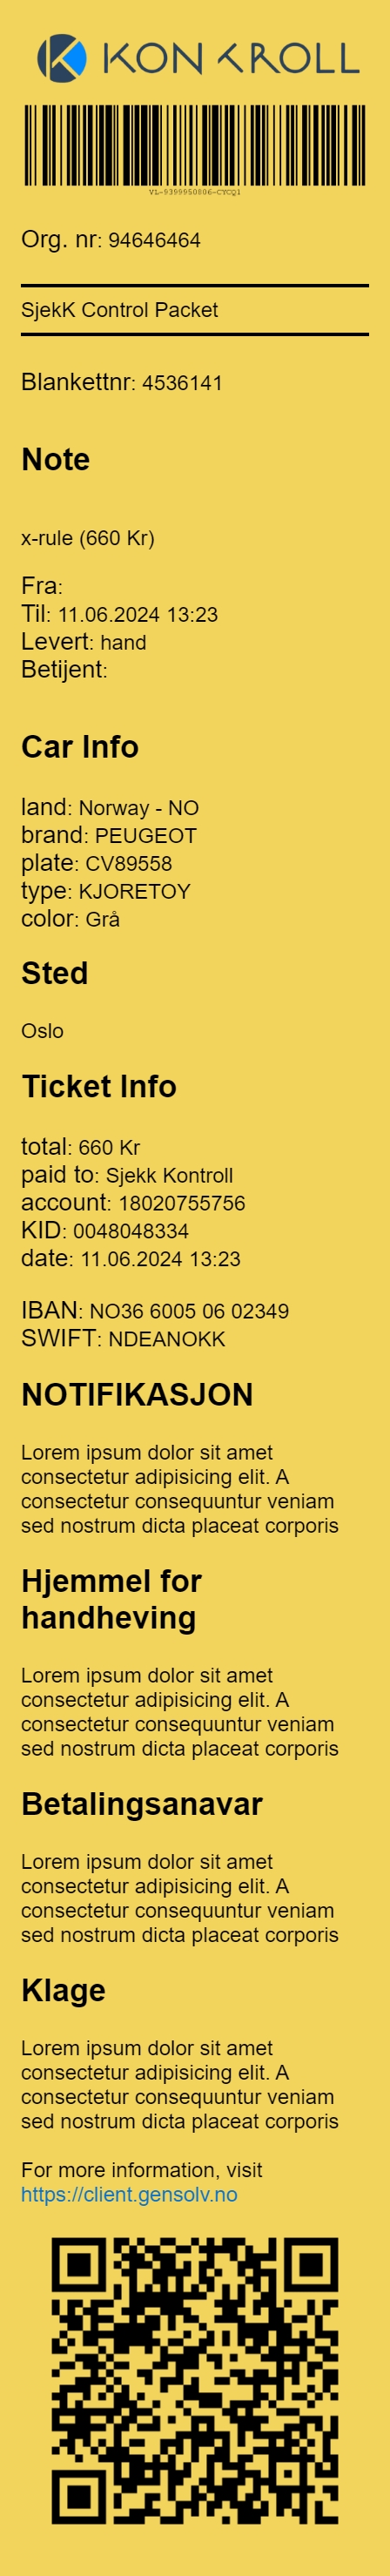 KONTROLL
VL-9399950806-CYCQ1
Org. nr: 94646464
SjekK Control Packet
Blankettnr: 4536141
Note
x-rule (660 Kr)
Fra:
Til: 11.06.2024 13:23
Levert: hand
Betijent:
Car Info
land: Norway - NO
brand: PEUGEOT
plate: CV89558
type: KJORETOY
color: Grå
Sted
Oslo
Ticket Info
total: 660 Kr
paid to: Sjekk Kontroll
account: 18020755756
KID: 0048048334
date: 11.06.2024 13:23
IBAN: NO36 6005 06 02349
SWIFT: NDEANOKK
NOTIFIKASJON
Lorem ipsum dolor sit amet
consectetur adipisicing elit. A
consectetur consequuntur veniam
sed nostrum dicta placeat corporis
Hjemmel for
handheving
Lorem ipsum dolor sit amet
consectetur adipisicing elit. A
consectetur consequuntur veniam
sed nostrum dicta placeat corporis
Betalingsanavar
Lorem ipsum dolor sit amet
consectetur adipisicing elit. A
consectetur consequuntur veniam
sed nostrum dicta placeat corporis
Klage
Lorem ipsum dolor sit amet
consectetur adipisicing elit. A
consectetur consequuntur veniam
sed nostrum dicta placeat corporis
For more information, visit
https://client.gensolv.no